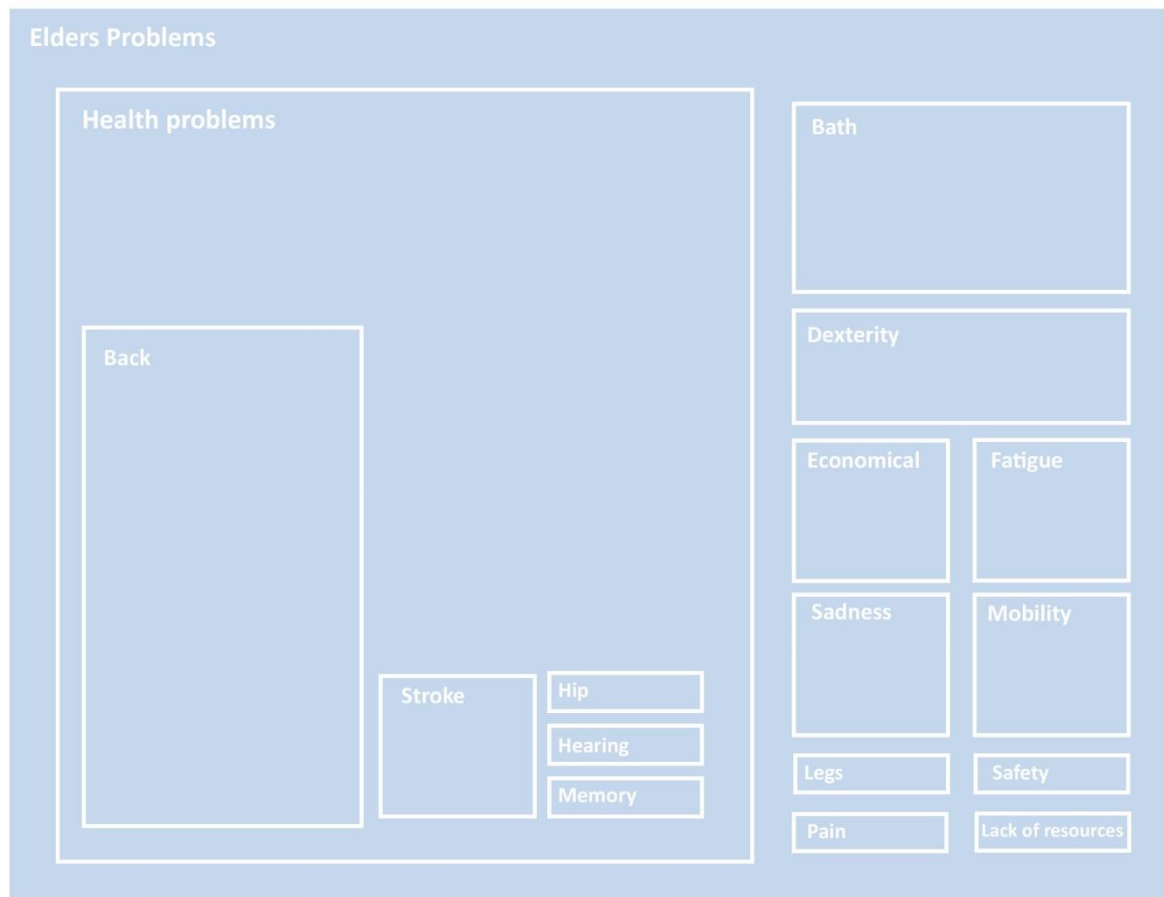 Elders Problems
Health problems
Back
Stroke
Hip
Hearing
Memory
Bath
Dexterity
Economical
Fatigue
Sadness
Mobility
Legs
Safety
Pain
Lack of resources